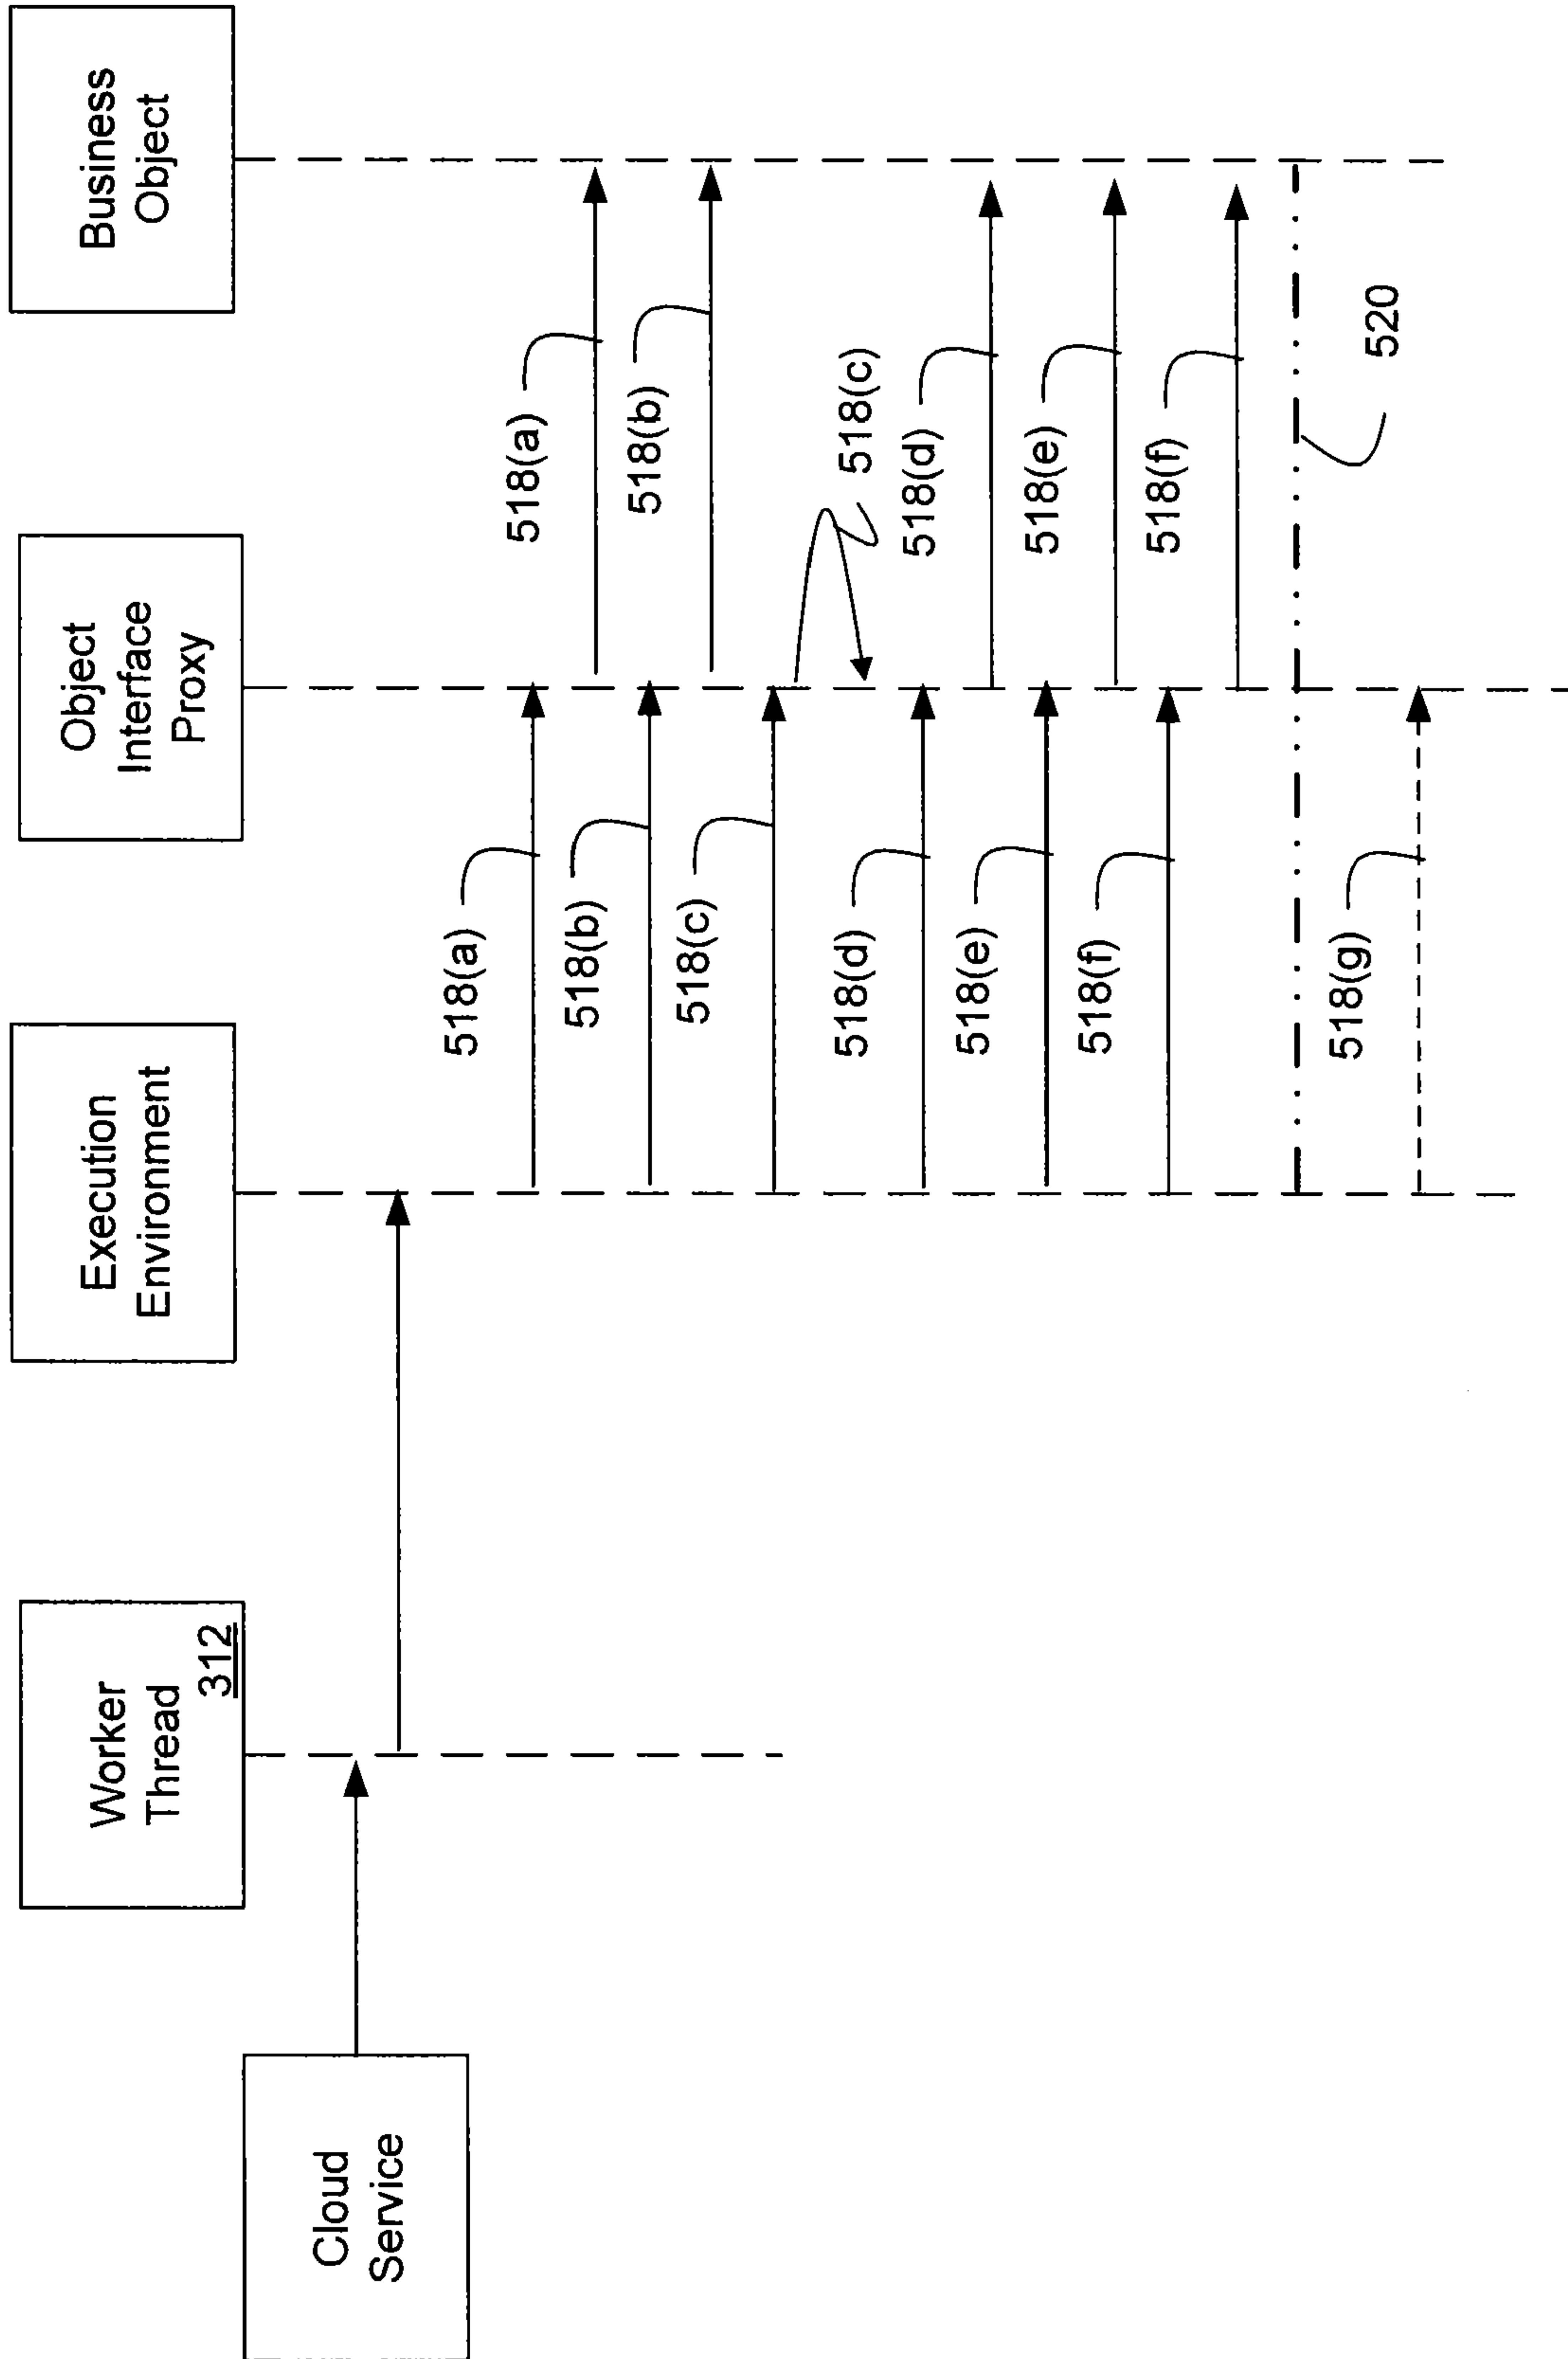 Cloud
Service
Worker
Thread
312
Execution
Environment
Object
Interface
Proxy
Business
Object
518(a)
518(a)
518(b)
518(b)
518(c)
518(c)
518(d)
518(d)
518(e)
518(e)
518(f)
518(f)
520
518(g)